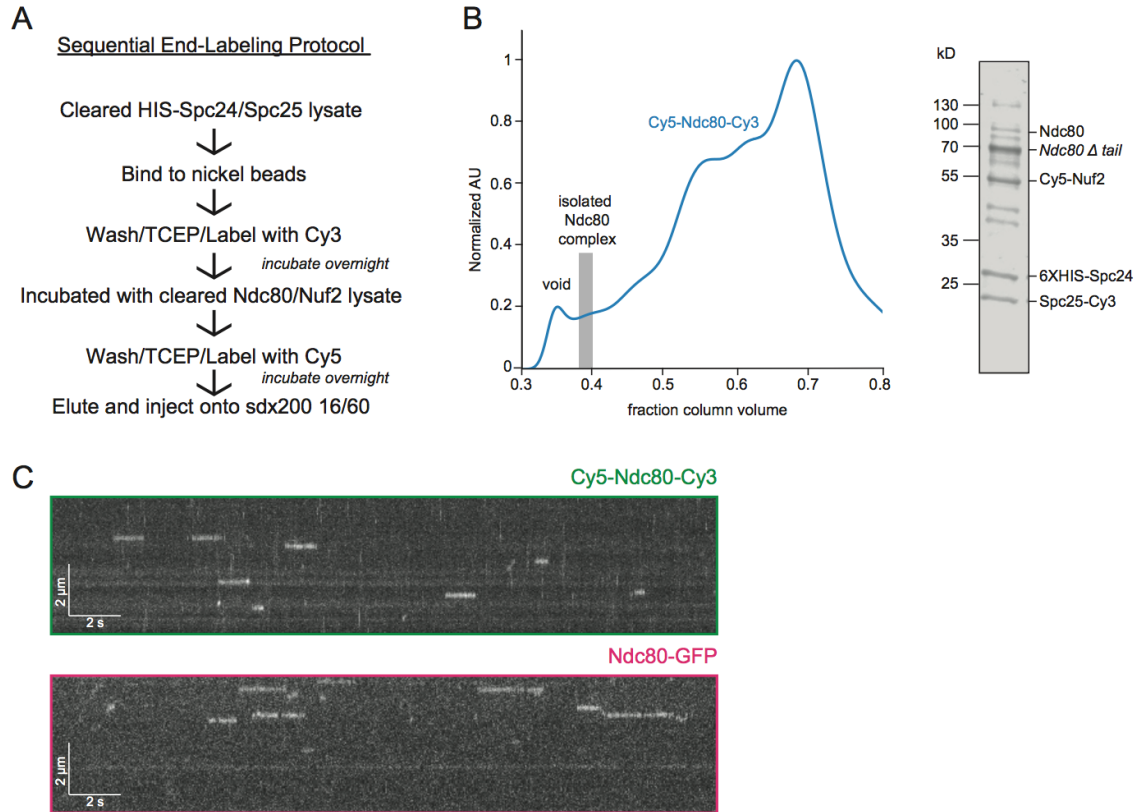 A
Sequential End-Labeling Protocol
Cleared HIS-Spc24/Spc25 lysate
Bind to nickel beads
Wash/TCEP/Label with Cy3
incubate overnight
Incubated with cleared Ndc80/Nuf2 lysate
Wash/TCEP/Label with Cy5
incubate overnight
Elute and inject onto sdx200 16/60
B
Normalized AU
1
0.8
0.6
0.4
0.2
0
0.3
0.4
0.5
0.6
0.7
0.8
fraction column volume
Cy5-Ndc80-Cy3
isolated
Ndc80
complex
void
kD
130
100
70
55
35
25
Ndc80
Ndc80 Δ tail
Cy5-Nuf2
6XHIS-Spc24
Spc25-Cy3
C
Cy5-Ndc80-Cy3
2 μm
2 s
Ndc80-GFP
2 μm
2 s